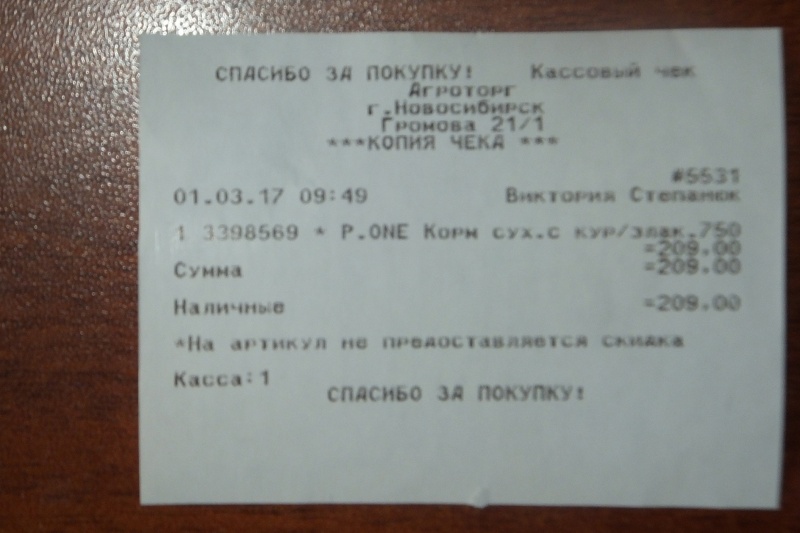 СПАСИБО ЗА ПОКУПКУ! Кассовый чек
Агроторг
г.Новосибирск
Громова 21/1
***КОПИЯ ЧЕКА ***
#5531
01.03.17 09:49 Виктория Степанюк
1 3398569 * P.ONE Корм сух.с кур/злак.750
=209.00
Сумма =209.00
Наличные =209.00
*На артикул не предоставляется скидка
Касса:1
СПАСИБО ЗА ПОКУПКУ!